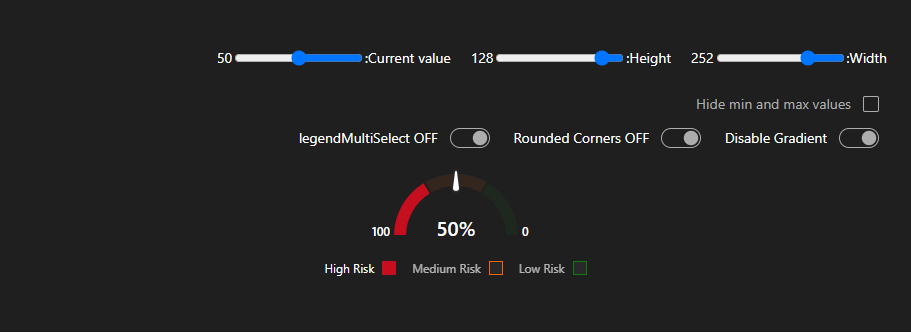 50 :Current value 128 :Height 252 :Width
Hide min and max values
legendMultiSelect OFF Rounded Corners OFF Disable Gradient
100 50% 0
High Risk Medium Risk Low Risk